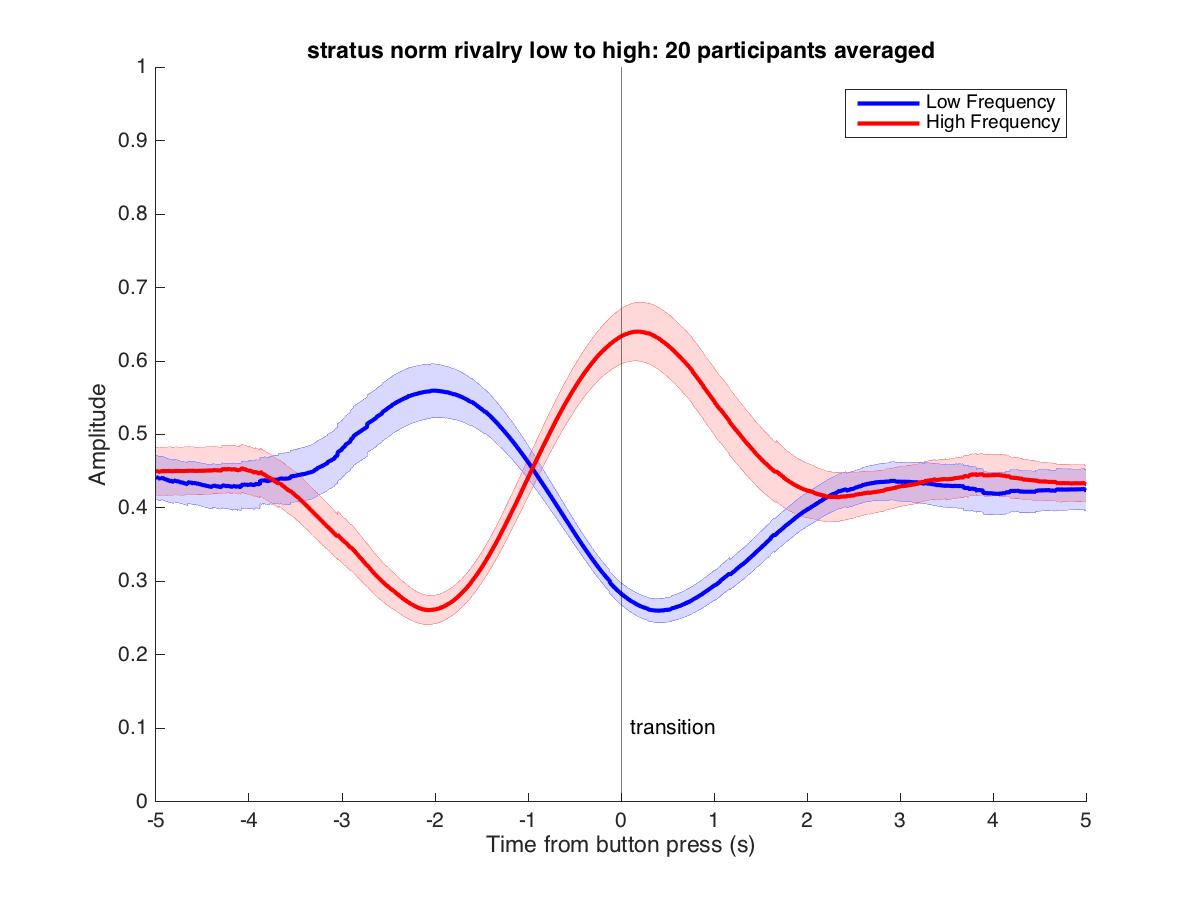 stratus norm rivalry low to high: 20 participants averaged
Low Frequency
High Frequency
Amplitude
1
0.9
0.8
0.7
0.6
0.5
0.4
0.3
0.2
0.1
0
transition
-5 -4 -3 -2 -1 0 1 2 3 4 5
Time from button press (s)